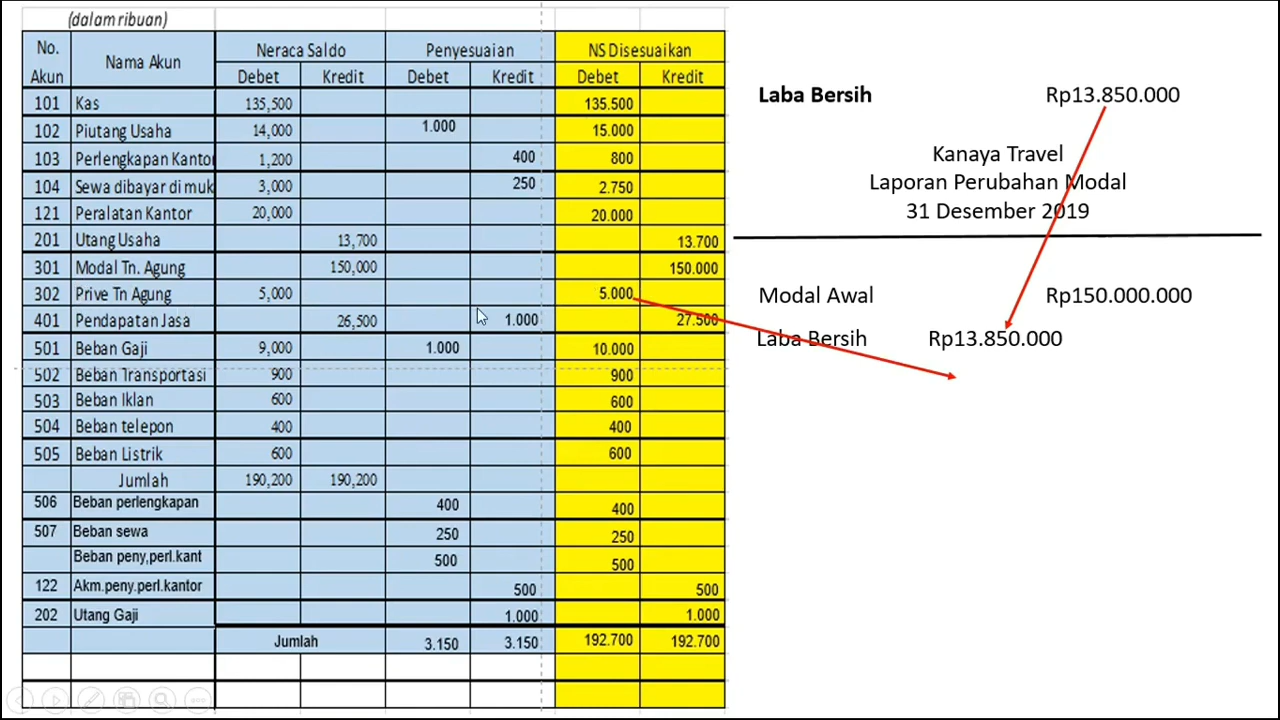 (dalam ribuan)
No. Akun Nama Akun Neraca Saldo Penyesuaian NS Disesuaikan
Debet Kredit Debet Kredit Debet Kredit
101 Kas 135,500 135.500
102 Piutang Usaha 14,000 1.000 15.000
103 Perlengkapan Kantor 1,200 400 800
104 Sewa dibayar di muk 3,000 250 2.750
121 Peralatan Kantor 20,000 20.000
201 Utang Usaha 13,700 13.700
301 Modal Tn. Agung 150,000 150.000
302 Prive Tn Agung 5,000 5.000
401 Pendapatan Jasa 26,500 1.000 27.500
501 Beban Gaji 9,000 1.000 10.000
502 Beban Transportasi 900 900
503 Beban Iklan 600 600
504 Beban telepon 400 400
505 Beban Listrik 600 600
Jumlah 190,200 190,200
506 Beban perlengkapan 400 400
507 Beban sewa 250 250
Beban peny,perl.kant 500 500
122 Akm.peny.perl.kantor 500 500
202 Utang Gaji 1.000 1.000
Jumlah 3.150 3.150 192.700 192.700
Laba Bersih Rp13.850.000
Kanaya Travel
Laporan Perubahan Modal
31 Desember 2019
Modal Awal Rp150.000.000
Laba Bersih Rp13.850.000